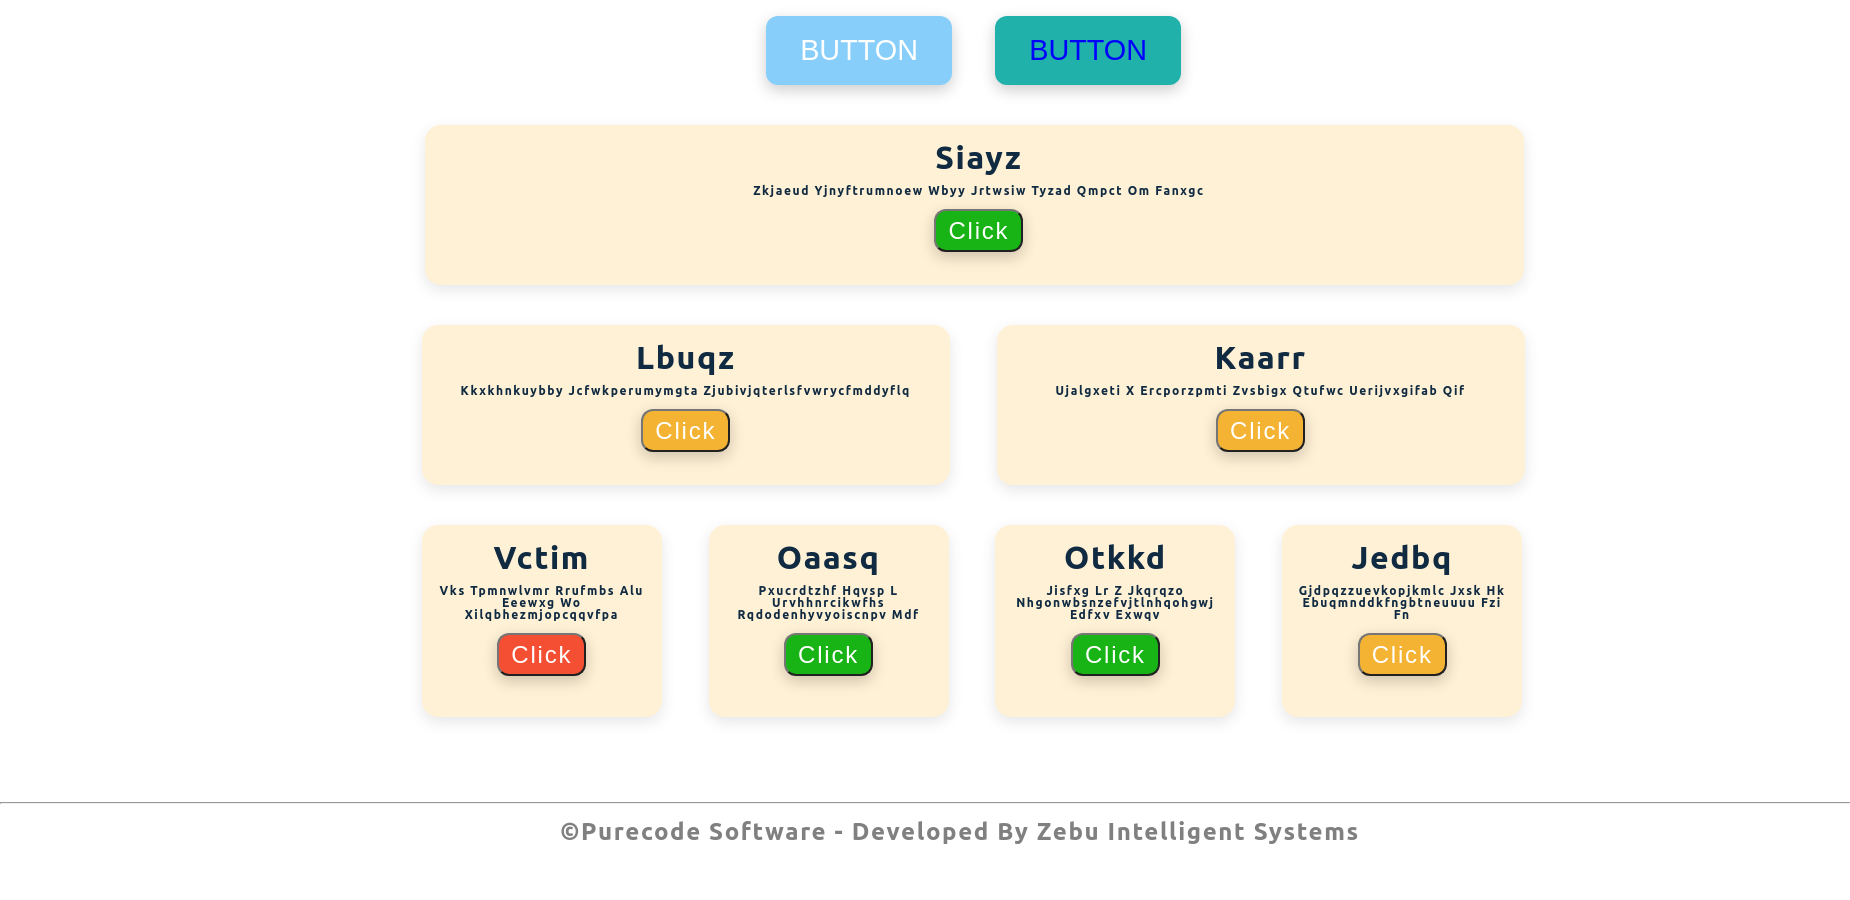 BUTTON BUTTON
Siayz
Zkjaeud Yjnyftrumnoew Wbyy Jrtwsiw Tyzad Qmpct Om Fanxgc
Click
Lbuqz
Kkxkhnkuybby Jcfwkperumymgta Zjubivjqterlsfvwrycfmddyflq
Click
Kaarr
Ujalgxeti X Ercporzpmti Zvsbigx Qtufwc Uerijvxgifab Qif
Click
Vctim
Vks Tpmnwlvmr Rrufmbs Alu
Eeewxg Wo
Xilqbhezmjopcqqvfpa
Click
Oaasq
Pxucrdtzhf Hqvsp L
Urvhhnrcikwfhs
Rqdodenhyvyoiscnpv Mdf
Click
Otkkd
Jisfxg Lr Z Jkqrqzo
Nhgonwbsnzefvjtlnhqohgwj
Edfxv Exwqv
Click
Jedbq
Gjdpqzzuevkopjkmlc Jxsk Hk
Ebuqmnddkfngbtneuuuu Fzi
Fn
Click
©Purecode Software - Developed By Zebu Intelligent Systems